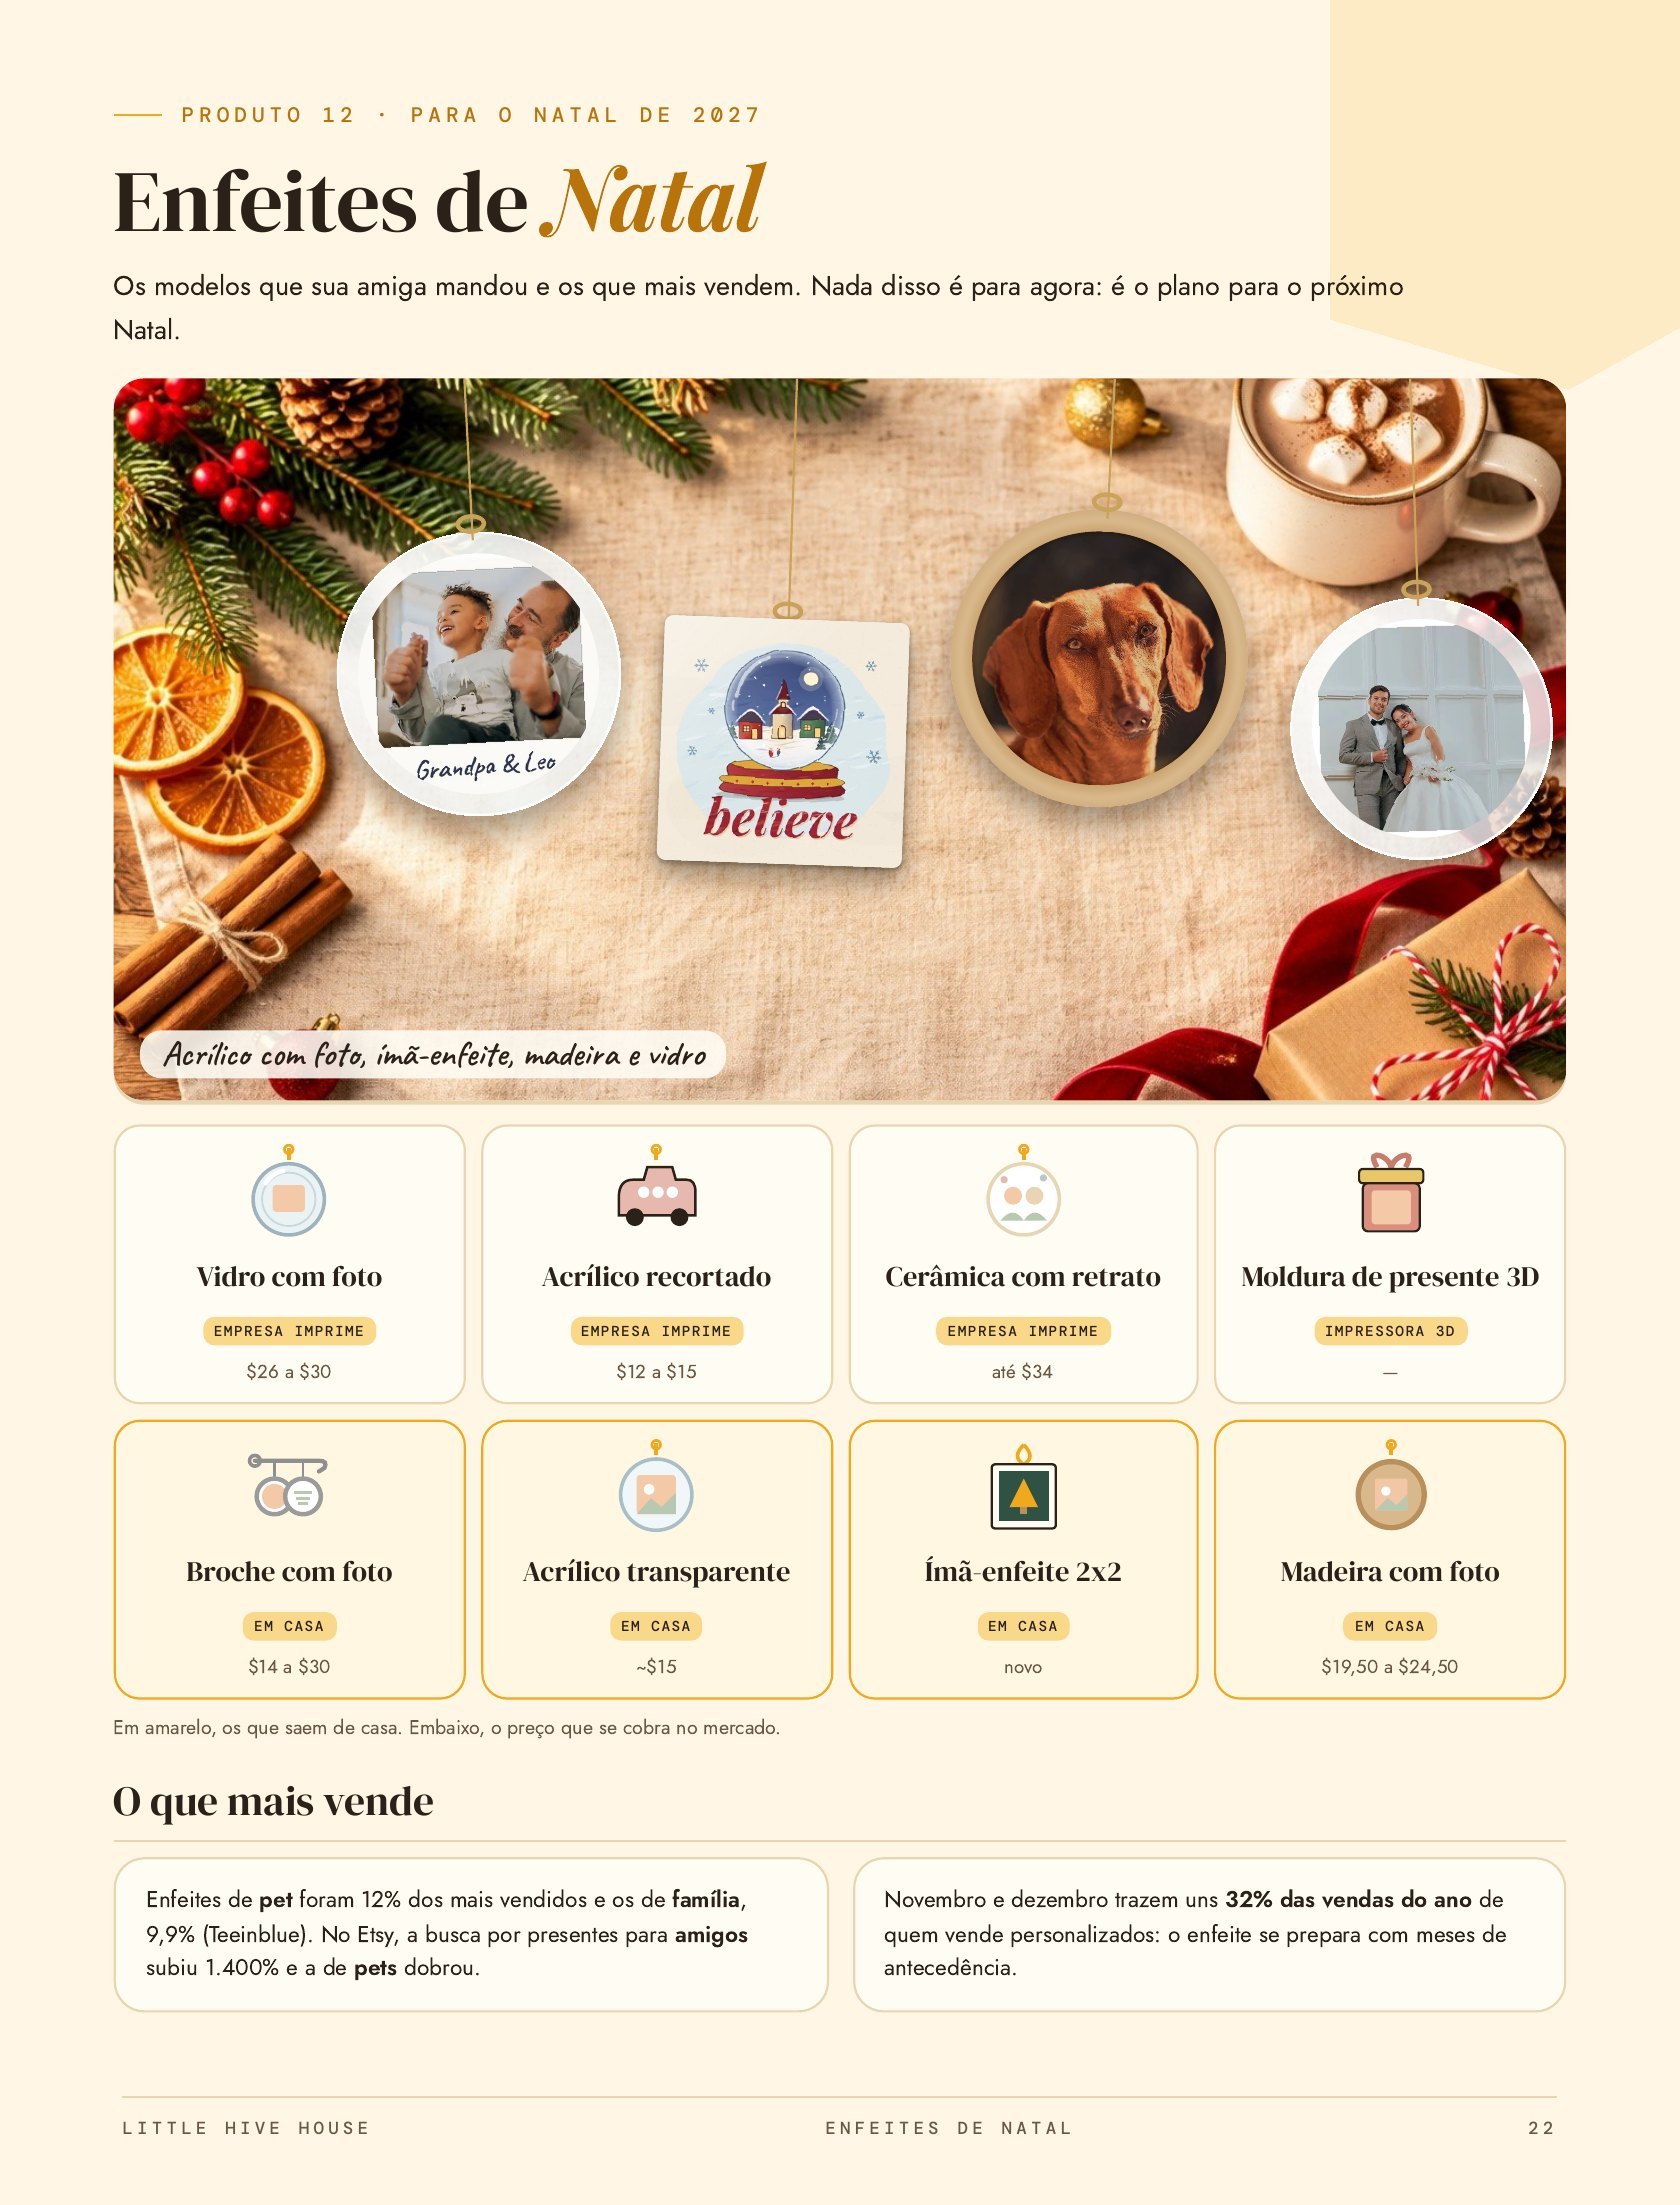 PRODUTO 12 · PARA O NATAL DE 2027
Enfeites de Natal
Os modelos que sua amiga mandou e os que mais vendem. Nada disso é para agora: é o plano para o próximo
Natal.
Grandpa & Leo
believe
Acrílico com foto, ímã-enfeite, madeira e vidro
Vidro com foto
EMPRESA IMPRIME
$26 a $30
Acrílico recortado
EMPRESA IMPRIME
$12 a $15
Cerâmica com retrato
EMPRESA IMPRIME
até $34
Moldura de presente 3D
IMPRESSORA 3D
—
Broche com foto
EM CASA
$14 a $30
Acrílico transparente
EM CASA
~$15
Ímã-enfeite 2x2
EM CASA
novo
Madeira com foto
EM CASA
$19,50 a $24,50
Em amarelo, os que saem de casa. Embaixo, o preço que se cobra no mercado.
O que mais vende
Enfeites de pet foram 12% dos mais vendidos e os de família,
9,9% (Teeinblue). No Etsy, a busca por presentes para amigos
subiu 1.400% e a de pets dobrou.
Novembro e dezembro trazem uns 32% das vendas do ano de
quem vende personalizados: o enfeite se prepara com meses de
antecedência.
LITTLE HIVE HOUSE
ENFEITES DE NATAL
22